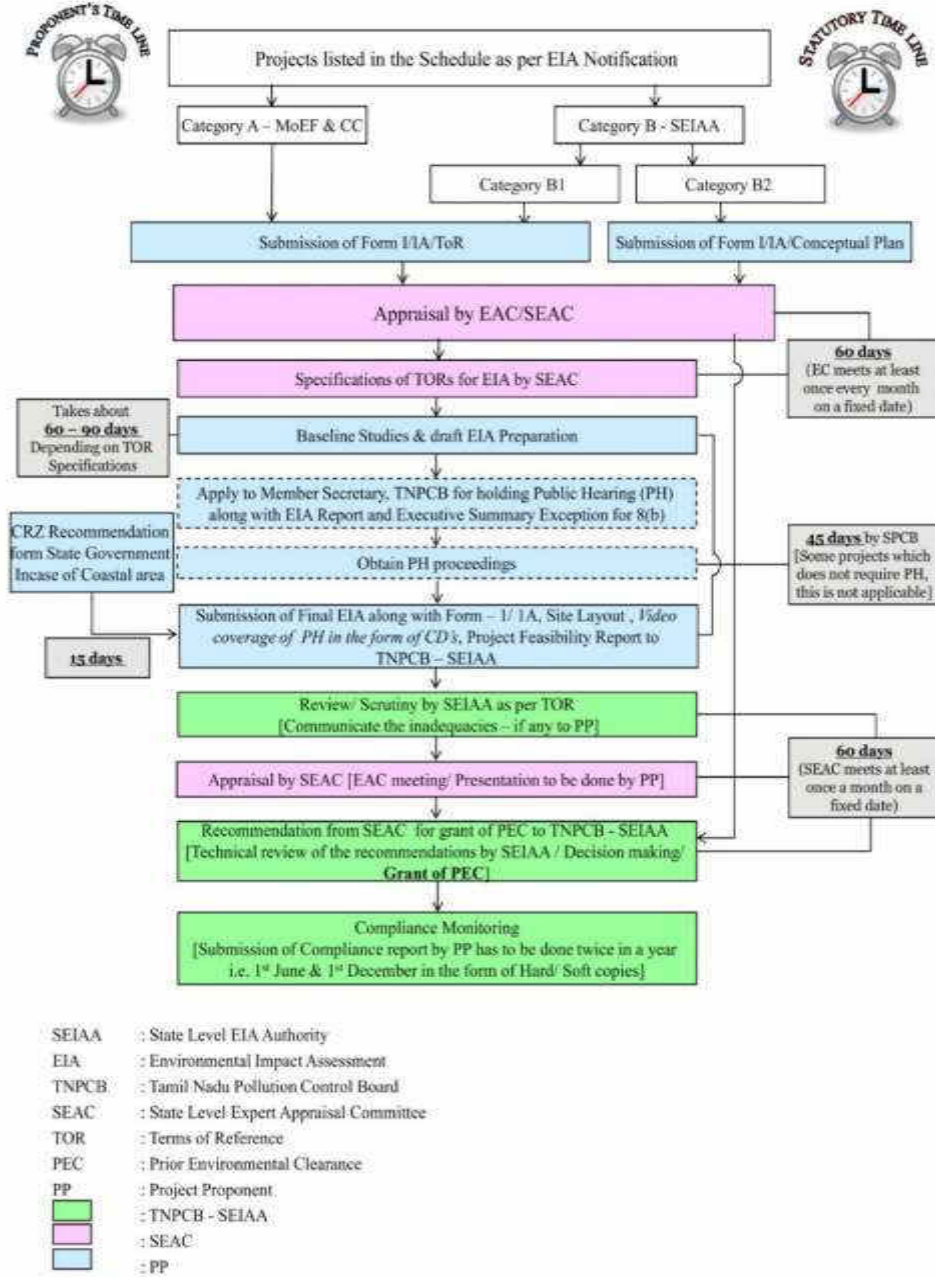 PROPONENT'S TIME LINE
STATUTORY TIME LINE
Projects listed in the Schedule as per EIA Notification
Category A – MoEF & CC
Category B - SEIAA
Category B1
Category B2
Submission of Form I/IA/ToR
Submission of Form I/IA/Conceptual Plan
Appraisal by EAC/SEAC
60 days
(EC meets at least
once every month
on a fixed date)
Specifications of TORs for EIA by SEAC
Takes about
60 – 90 days
Depending on TOR
Specifications
Baseline Studies & draft EIA Preparation
Apply to Member Secretary, TNPCB for holding Public Hearing (PH)
along with EIA Report and Executive Summary Exception for 8(b)
CRZ Recommendation
form State Government
Incase of Coastal area
45 days by SPCB
[Some projects which
does not require PH,
this is not applicable]
Obtain PH proceedings
Submission of Final EIA along with Form – 1/ 1A, Site Layout , Video
coverage of PH in the form of CD's, Project Feasibility Report to
TNPCB – SEIAA
15 days
Review/ Scrutiny by SEIAA as per TOR
[Communicate the inadequacies – if any to PP]
60 days
(SEAC meets at least
once a month on a
fixed date)
Appraisal by SEAC [EAC meeting/ Presentation to be done by PP]
Recommendation from SEAC for grant of PEC to TNPCB - SEIAA
[Technical review of the recommendations by SEIAA / Decision making/
Grant of PEC]
Compliance Monitoring
[Submission of Compliance report by PP has to be done twice in a year
i.e. 1st June & 1st December in the form of Hard/ Soft copies]
SEIAA : State Level EIA Authority
EIA : Environmental Impact Assessment
TNPCB : Tamil Nadu Pollution Control Board
SEAC : State Level Expert Appraisal Committee
TOR : Terms of Reference
PEC : Prior Environmental Clearance
PP : Project Proponent
: TNPCB - SEIAA
: SEAC
: PP